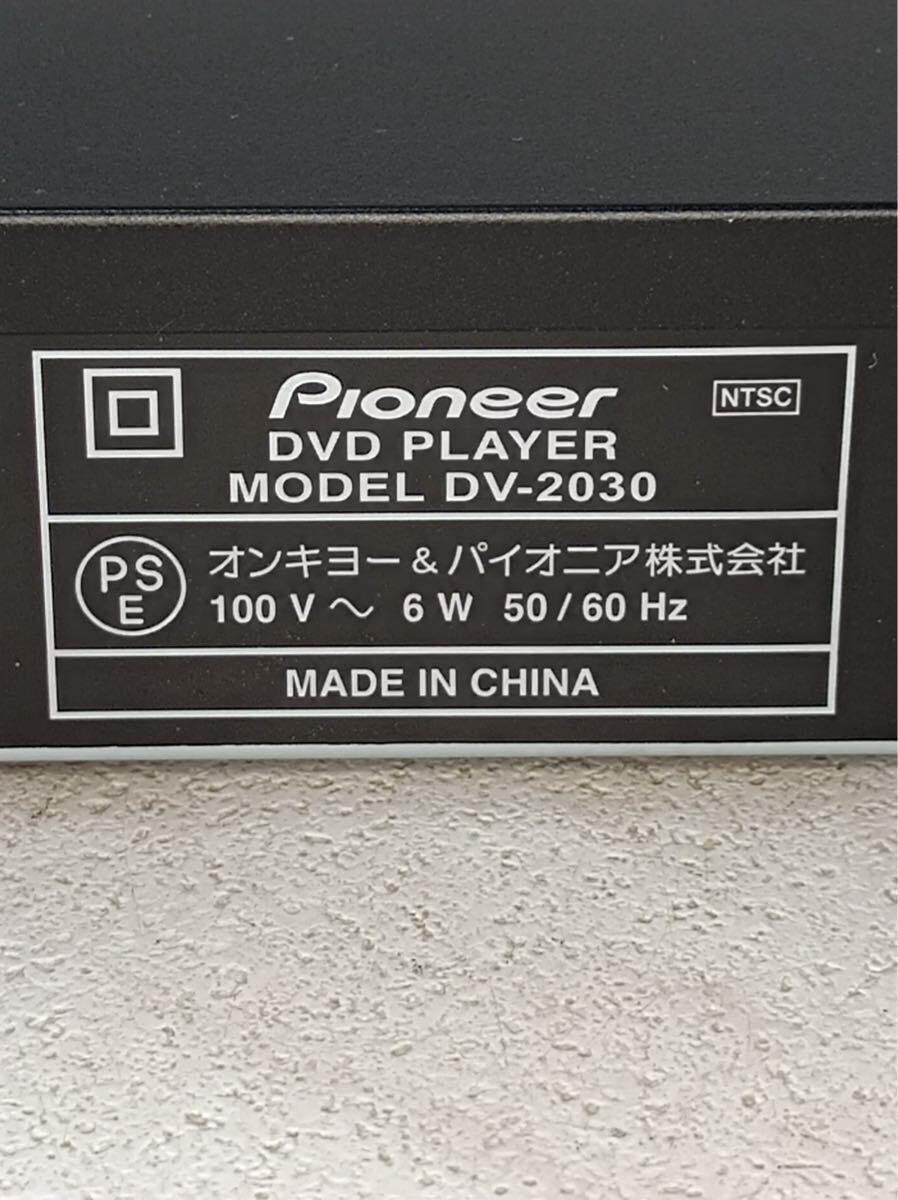 Pioneer
NTSC
DVD PLAYER
MODEL DV-2030
PS
E
オンキヨー＆パイオニア株式会社
100 V ～ 6 W 50 / 60 Hz
MADE IN CHINA